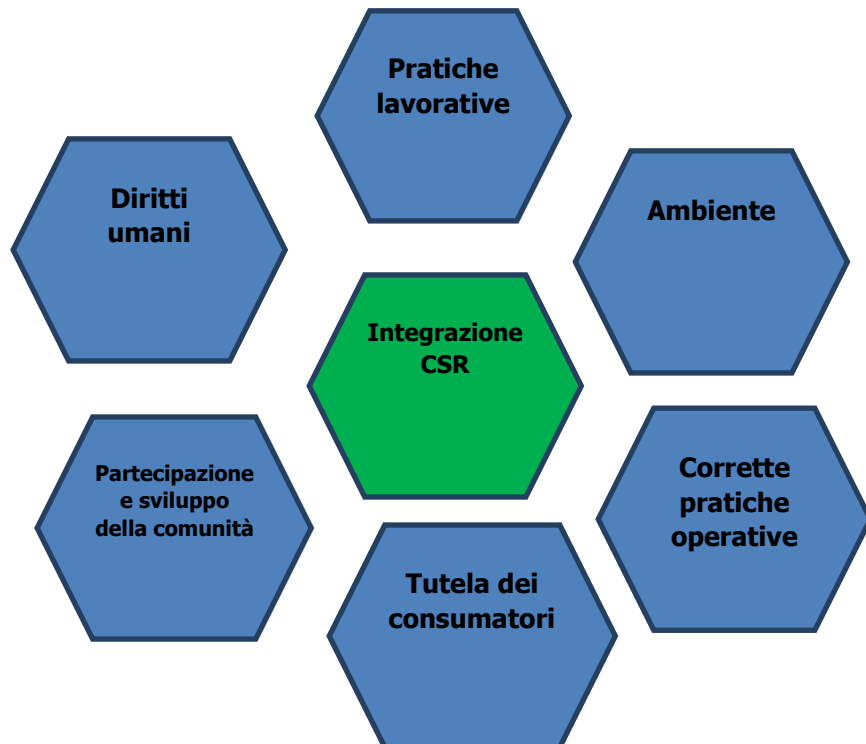 Pratiche
lavorative
Diritti
umani
Ambiente
Integrazione
CSR
Partecipazione
e sviluppo
della comunità
Corrette
pratiche
operative
Tutela dei
consumatori